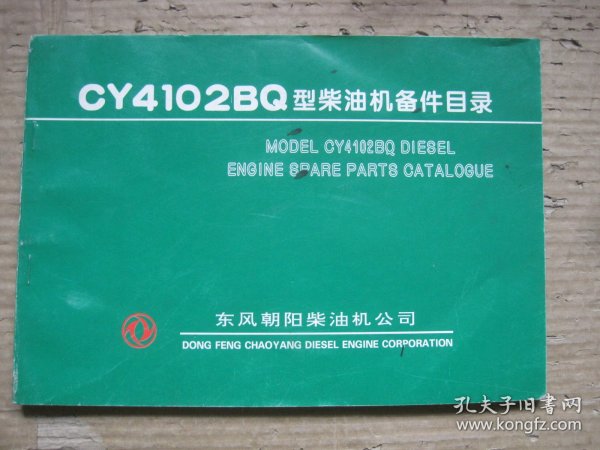 CY4102BQ型柴油机备件目录
MODEL CY4102BQ DIESEL
ENGINE SPARE PARTS CATALOGUE
东风朝阳柴油机公司
DONG FENG CHAOYANG DIESEL ENGINE CORPORATION
孔夫子旧书网
www.kongfz.com